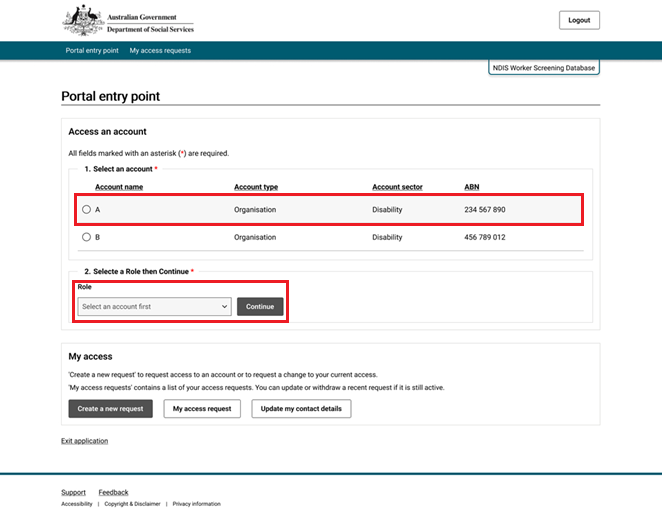 Australian Government
Department of Social Services
Logout
Portal entry point My access requests
NDIS Worker Screening Database
Portal entry point
Access an account
All fields marked with an asterisk (*) are required.
1. Select an account *
Account name Account type Account sector ABN
A Organisation Disability 234 567 890
B Organisation Disability 456 789 012
2. Selecte a Role then Continue *
Role
Select an account first Continue
My access
'Create a new request' to request access to an account or to request a change to your current access.
'My access requests' contains a list of your access requests. You can update or withdraw a recent request if it is still active.
Create a new request My access request Update my contact details
Exit application
Support Feedback
Accessibility | Copyright & Disclaimer | Privacy information